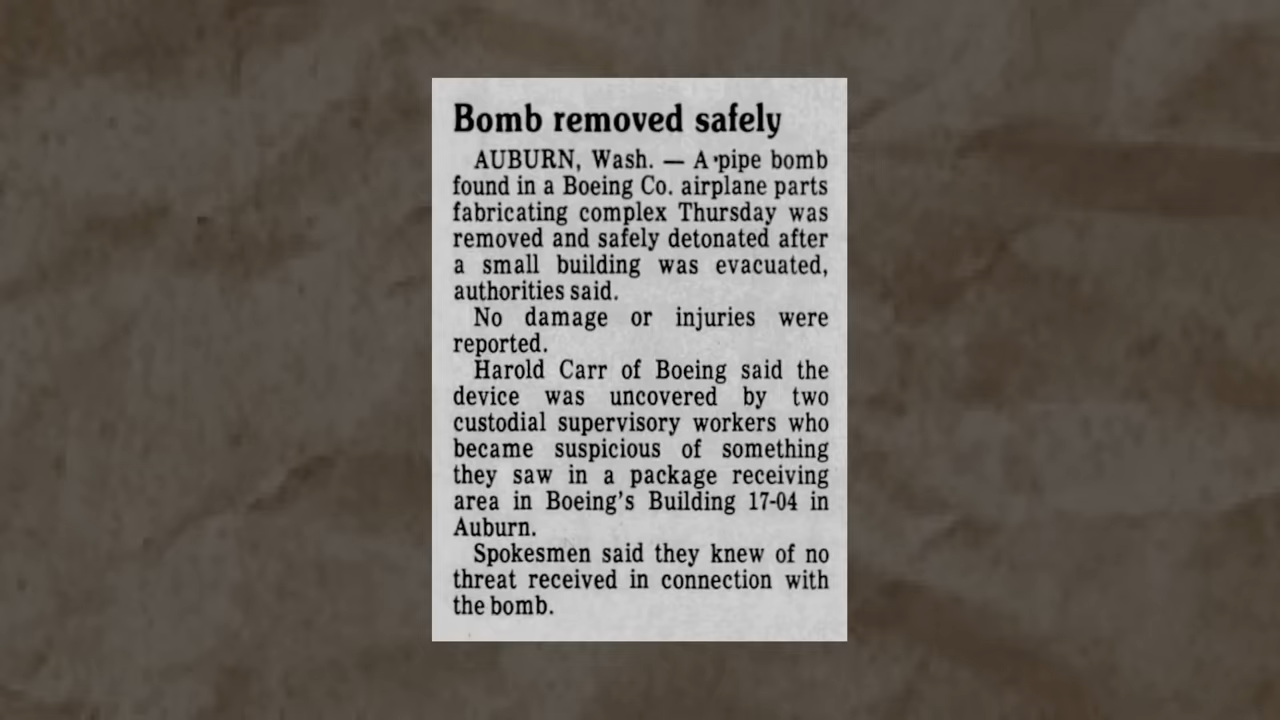 Bomb removed safely
AUBURN, Wash. — A pipe bomb
found in a Boeing Co. airplane parts
fabricating complex Thursday was
removed and safely detonated after
a small building was evacuated,
authorities said.
No damage or injuries were
reported.
Harold Carr of Boeing said the
device was uncovered by two
custodial supervisory workers who
became suspicious of something
they saw in a package receiving
area in Boeing's Building 17-04 in
Auburn.
Spokesmen said they knew of no
threat received in connection with
the bomb.